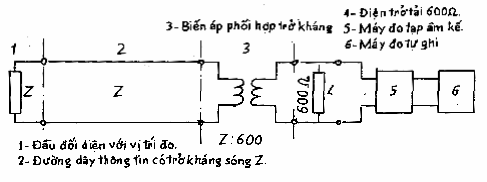 3-Biến áp phối hợp trở kháng
4-Điện trở tải 600Ω.
5-Máy đo tạp âm kế.
6-Máy đo tự ghi
1
2
3
Z
Z
600Ω
4
5
6
Z:600
1-Đầu đối diện với vị trí đo.
2-Đường dây thông tin có trở kháng sóng Z.